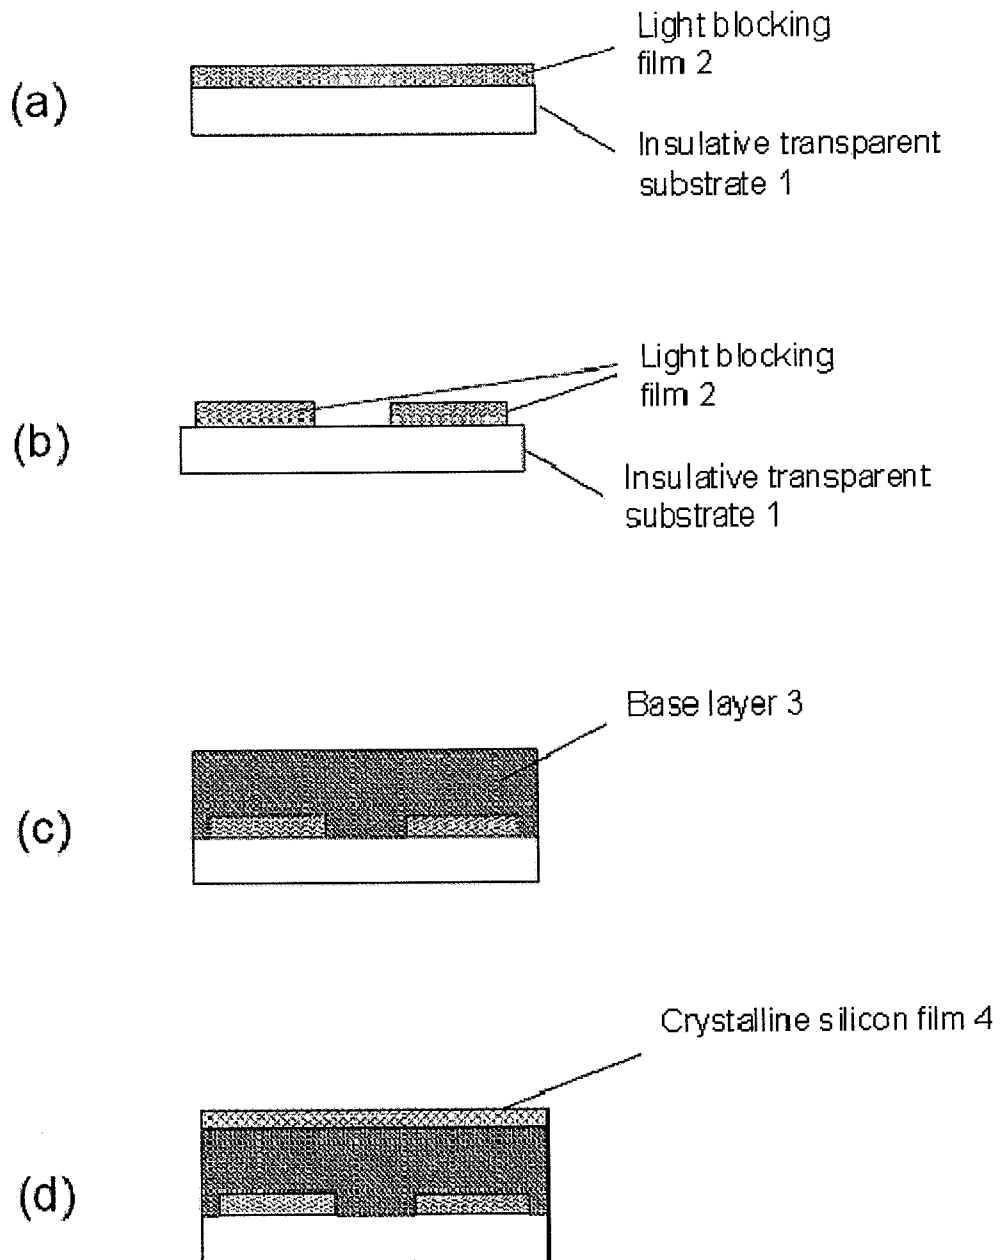 Light blocking
film 2
(a)
Insulative transparent
substrate 1
Light blocking
film 2
(b)
Insulative transparent
substrate 1
Base layer 3
(c)
Crystalline silicon film 4
(d)